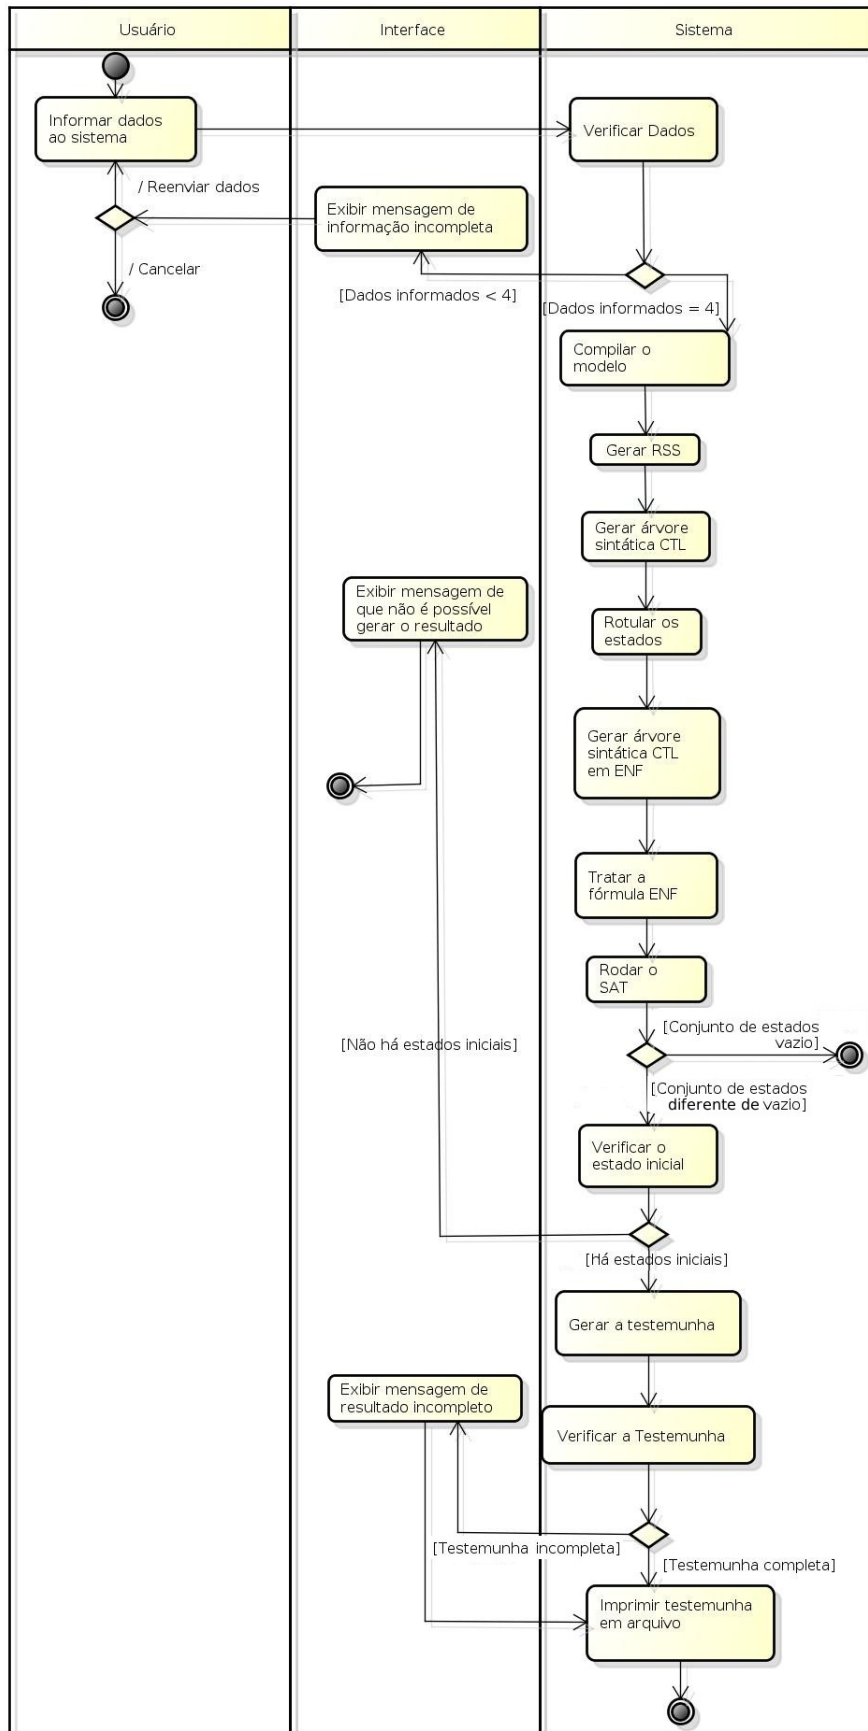 Usuário
Interface
Sistema
Informar dados
ao sistema
Verificar Dados
/ Reenviar dados
Exibir mensagem de
informação incompleta
/ Cancelar
[Dados informados < 4]
[Dados informados = 4]
Compilar o
modelo
Gerar RSS
Gerar árvore
sintática CTL
Exibir mensagem de
que não é possível
gerar o resultado
Rotular os
estados
Gerar árvore
sintática CTL
em ENF
Tratar a
fórmula ENF
Rodar o
SAT
[Conjunto de estados
vazio]
[Não há estados iniciais]
[Conjunto de estados
diferente de vazio]
Verificar o
estado inicial
[Há estados iniciais]
Gerar a testemunha
Exibir mensagem de
resultado incompleto
Verificar a Testemunha
[Testemunha incompleta]
[Testemunha completa]
Imprimir testemunha
em arquivo